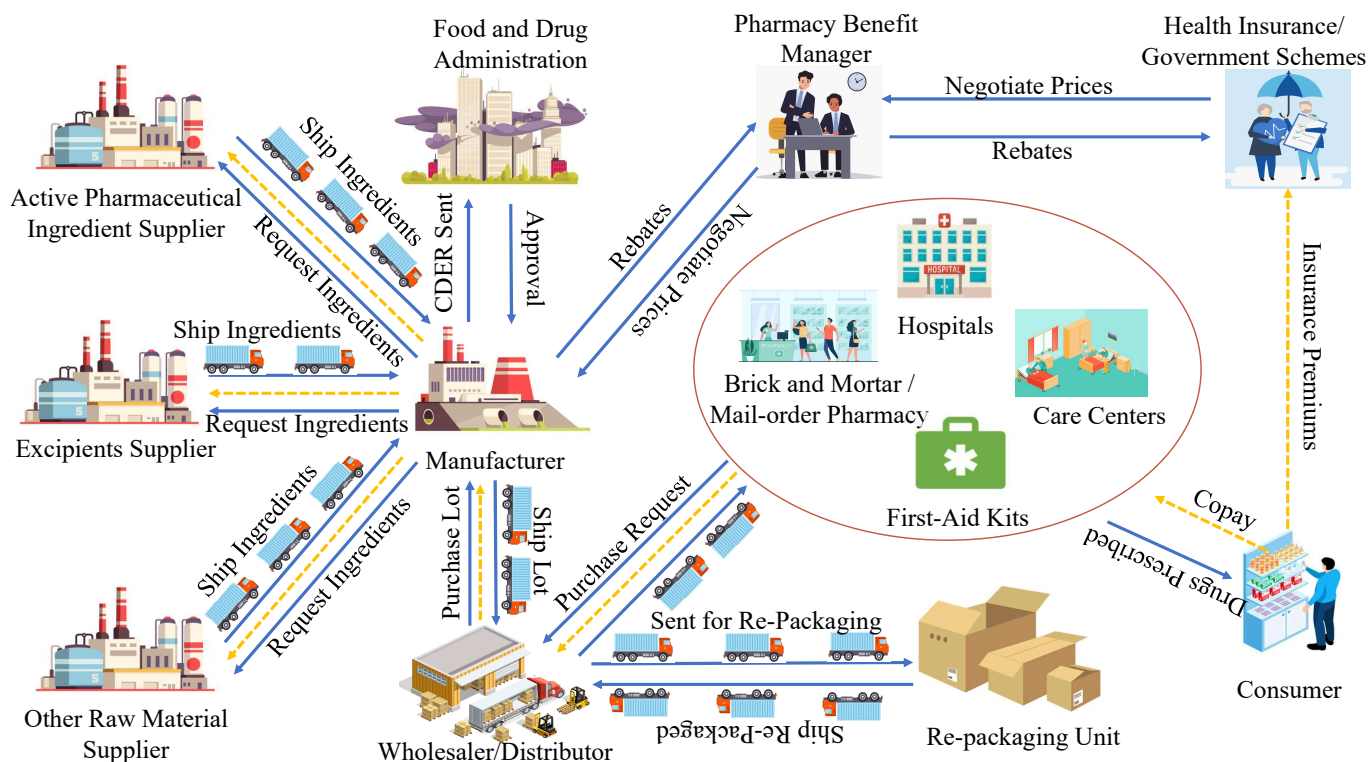 Food and Drug
Administration
Pharmacy Benefit
Manager
Health Insurance/
Government Schemes
Negotiate Prices
Rebates
Active Pharmaceutical
Ingredient Supplier
Ship Ingredients
Request Ingredients
CDER Sent
Approval
Rebates
Negotiate Prices
Insurance Premiums
HOSPITAL
Hospitals
PHARMACY
Brick and Mortar /
Mail-order Pharmacy
Care Centers
First-Aid Kits
Ship Ingredients
Request Ingredients
Excipients Supplier
Manufacturer
Ship Ingredients
Request Ingredients
Other Raw Material
Supplier
Purchase Lot
Ship Lot
Purchase Request
Copay
Drugs Prescribed
Sent for Re-Packaging
Ship Re-Packaged
Wholesaler/Distributor
Re-packaging Unit
Consumer